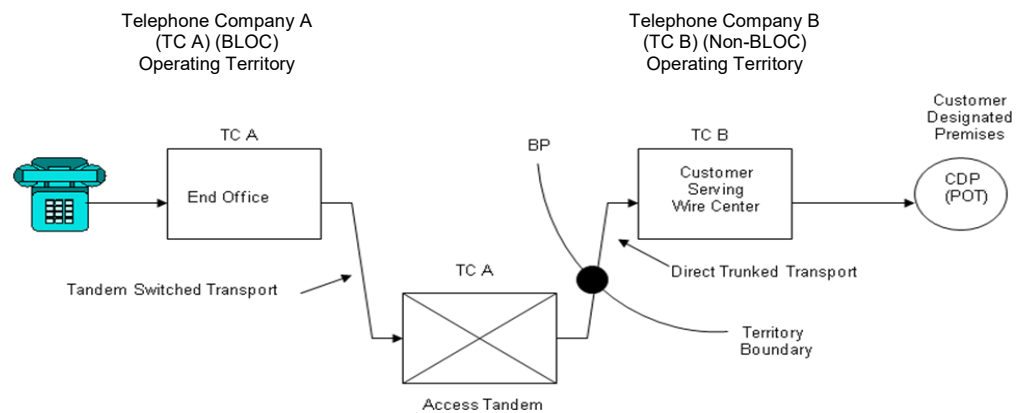 Telephone Company A
(TC A) (BLOC)
Operating Territory
Telephone Company B
(TC B) (Non-BLOC)
Operating Territory
Customer
Designated
Premises
TC A
End Office
BP
TC B
Customer
Serving
Wire Center
CDP
(POT)
Tandem Switched Transport
TC A
Direct Trunked Transport
Territory
Boundary
Access Tandem